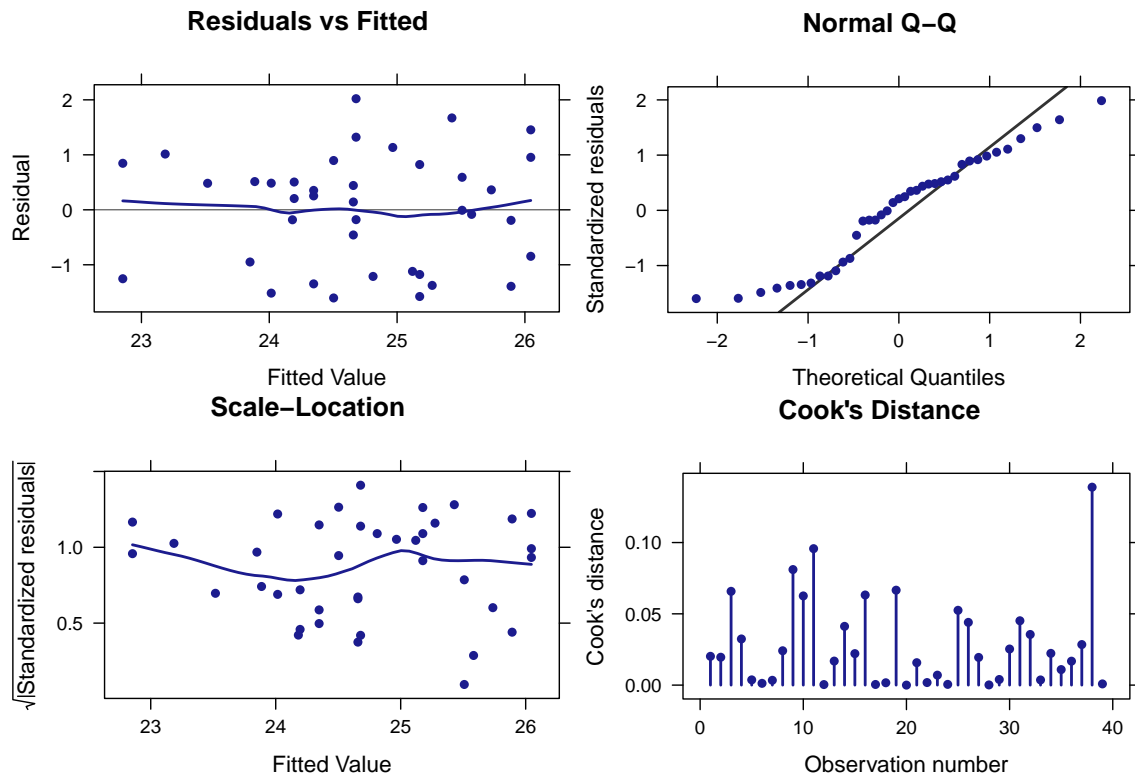 Residuals vs Fitted
2
1
0
−1
Residual
23 24 25 26
Fitted Value
Normal Q−Q
2
1
0
−1
Standardized residuals
−2 −1 0 1 2
Theoretical Quantiles
Scale−Location
1.0
0.5
√|Standardized residuals|
23 24 25 26
Fitted Value
Cook's Distance
0.10
0.05
0.00
Cook's distance
0 10 20 30 40
Observation number